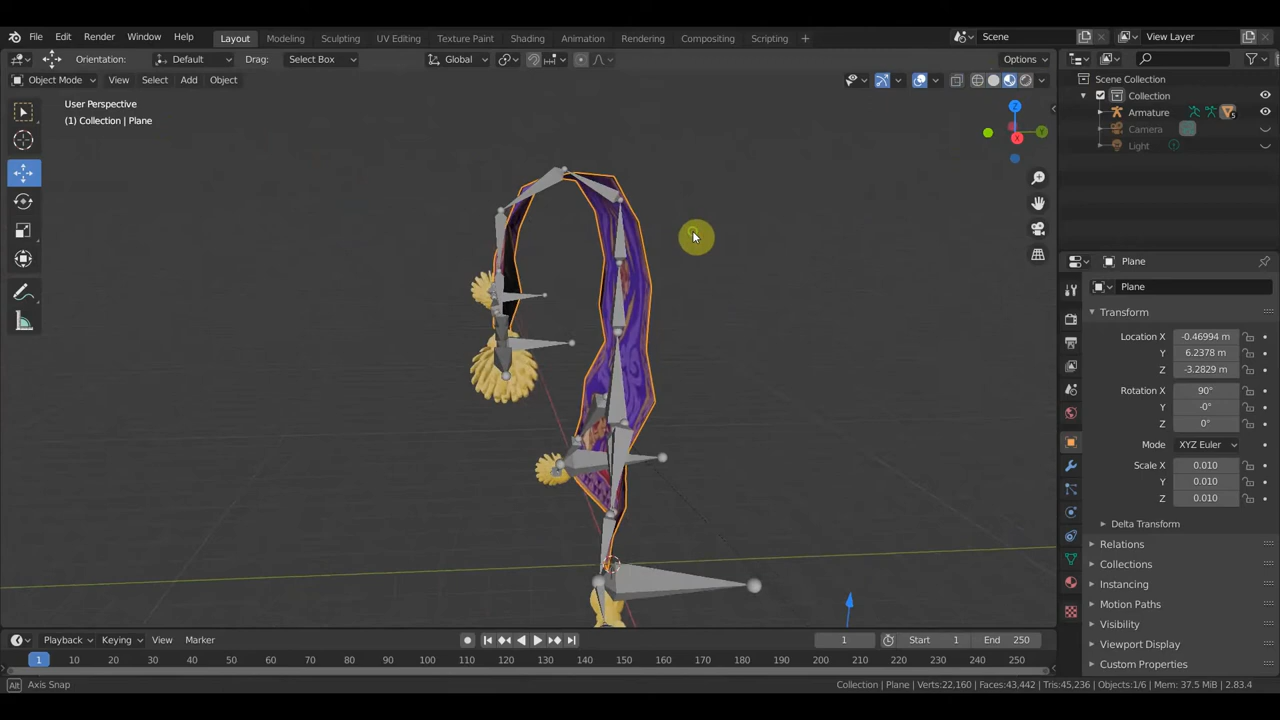 File Edit Render Window Help Layout Modeling Sculpting UV Editing Texture Paint Shading Animation Rendering Compositing Scripting + Scene View Layer
Orientation: Default Drag: Select Box Global Options
Object Mode View Select Add Object
Scene Collection
Collection
Armature 5
Camera
Light
User Perspective
(1) Collection | Plane
Z
Y
X
Plane
Plane
Transform
Location X -0.46994 m
Y 6.2378 m
Z -3.2829 m
Rotation X 90°
Y -0°
Z 0°
Mode XYZ Euler
Scale X 0.010
Y 0.010
Z 0.010
Delta Transform
Relations
Collections
Instancing
Motion Paths
Visibility
Viewport Display
Custom Properties
Playback Keying View Marker 1 Start 1 End 250
1 10 20 30 40 50 60 70 80 90 100 110 120 130 140 150 160 170 180 190 200 210 220 230 240 250
Alt Axis Snap Collection | Plane Verts:22,160 | Faces:43,442 | Tris:45,236 | Objects:1/6 | Mem: 37.5 MiB | 2.83.4